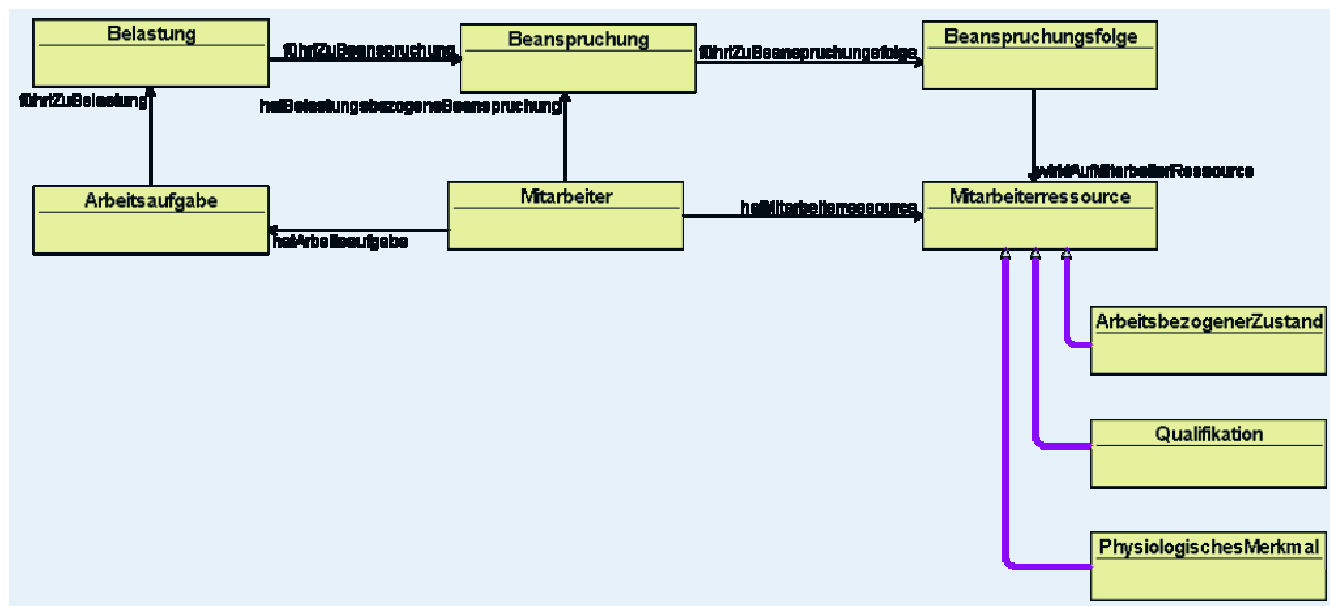 Belastung
Beanspruchung
Beanspruchungsfolge
führtZuBeanspruchung
führtZuBeanspruchungsfolge
führtZuBelastung
hatBelastungsbezogeneBeanspruchung
wirktAufMitarbeiterRessource
Arbeitsaufgabe
Mitarbeiter
Mitarbeiterressource
hatMitarbeiterressource
hatArbeitsaufgabe
ArbeitsbezogenerZustand
Qualifikation
PhysiologischesMerkmal